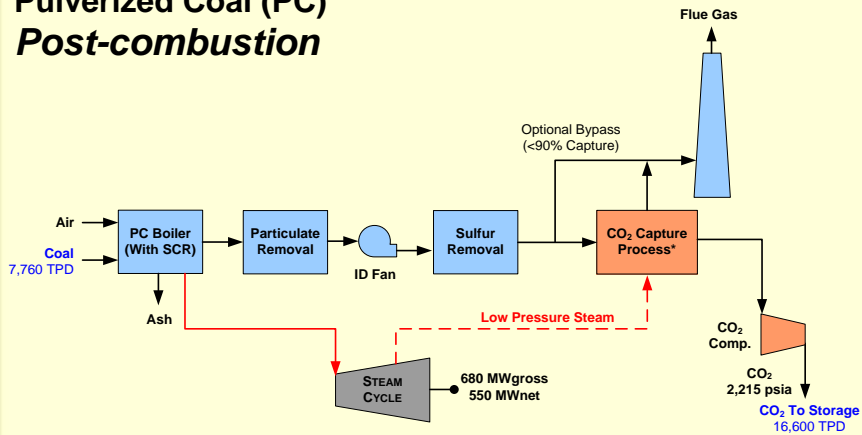 Pulverized Coal (PC)
Post-combustion
Flue Gas
Optional Bypass
(<90% Capture)
Air
Coal
7,760 TPD
PC Boiler
(With SCR)
Particulate
Removal
ID Fan
Sulfur
Removal
CO₂ Capture
Process*
Ash
Low Pressure Steam
STEAM
CYCLE
680 MWgross
550 MWnet
CO₂
Comp.
CO₂
2,215 psia
CO₂ To Storage
16,600 TPD